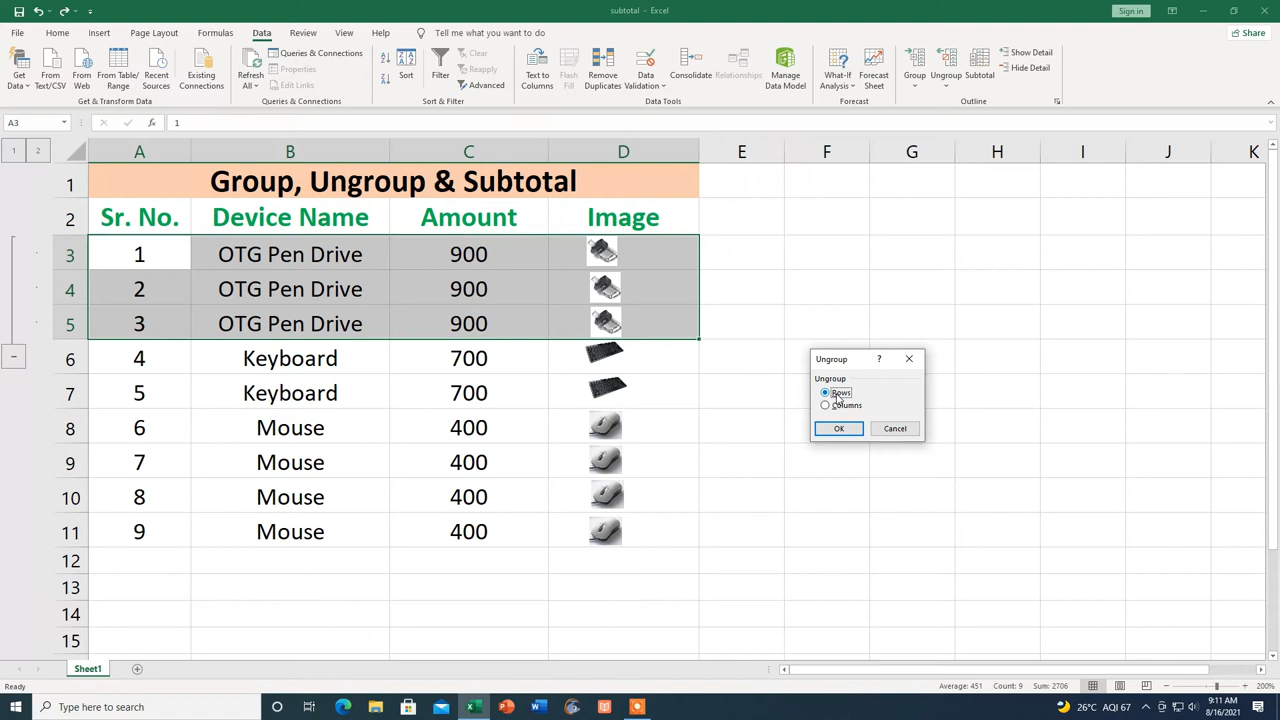 subtotal - Excel
Sign in
File Home Insert Page Layout Formulas Data Review View Help Tell me what you want to do Share
Get Data From Text/CSV From Web From Table/Range Recent Sources Existing Connections
Get & Transform Data
Refresh All Queries & Connections Properties Edit Links
Queries & Connections
Sort Filter Clear Reapply Advanced
Sort & Filter
Text to Columns Flash Fill Remove Duplicates Data Validation Consolidate Relationships Manage Data Model
Data Tools
What-If Analysis Forecast Sheet
Forecast
Group Ungroup Subtotal Show Detail Hide Detail
Outline
A3 fx 1
1 2 A B C D E F G H I J K
1 Group, Ungroup & Subtotal
2 Sr. No. Device Name Amount Image
3 1 OTG Pen Drive 900
4 2 OTG Pen Drive 900
5 3 OTG Pen Drive 900
6 4 Keyboard 700
7 5 Keyboard 700
8 6 Mouse 400
9 7 Mouse 400
10 8 Mouse 400
11 9 Mouse 400
12
13
14
15
Ungroup ?
Ungroup
Rows
Columns
OK Cancel
Sheet1
Ready Average: 451 Count: 9 Sum: 2706 200%
Type here to search
26°C AQI 67
9:11 AM
8/16/2021